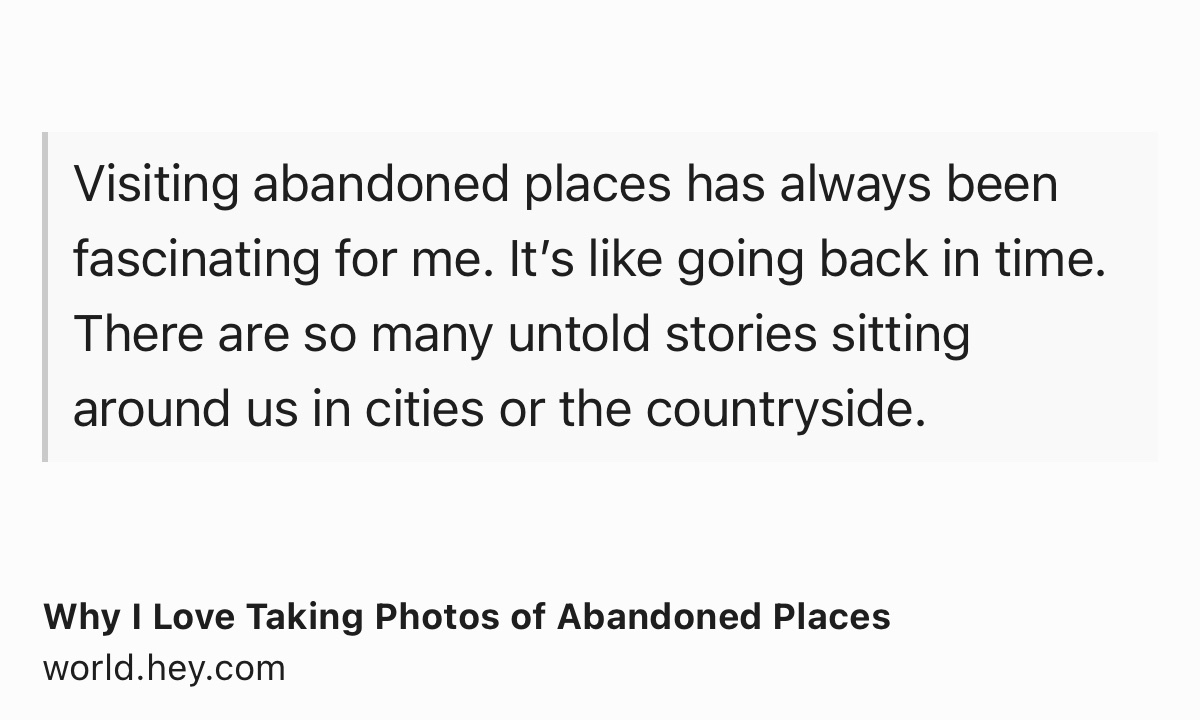 Visiting abandoned places has always been
fascinating for me. It’s like going back in time.
There are so many untold stories sitting
around us in cities or the countryside.
Why I Love Taking Photos of Abandoned Places
world.hey.com